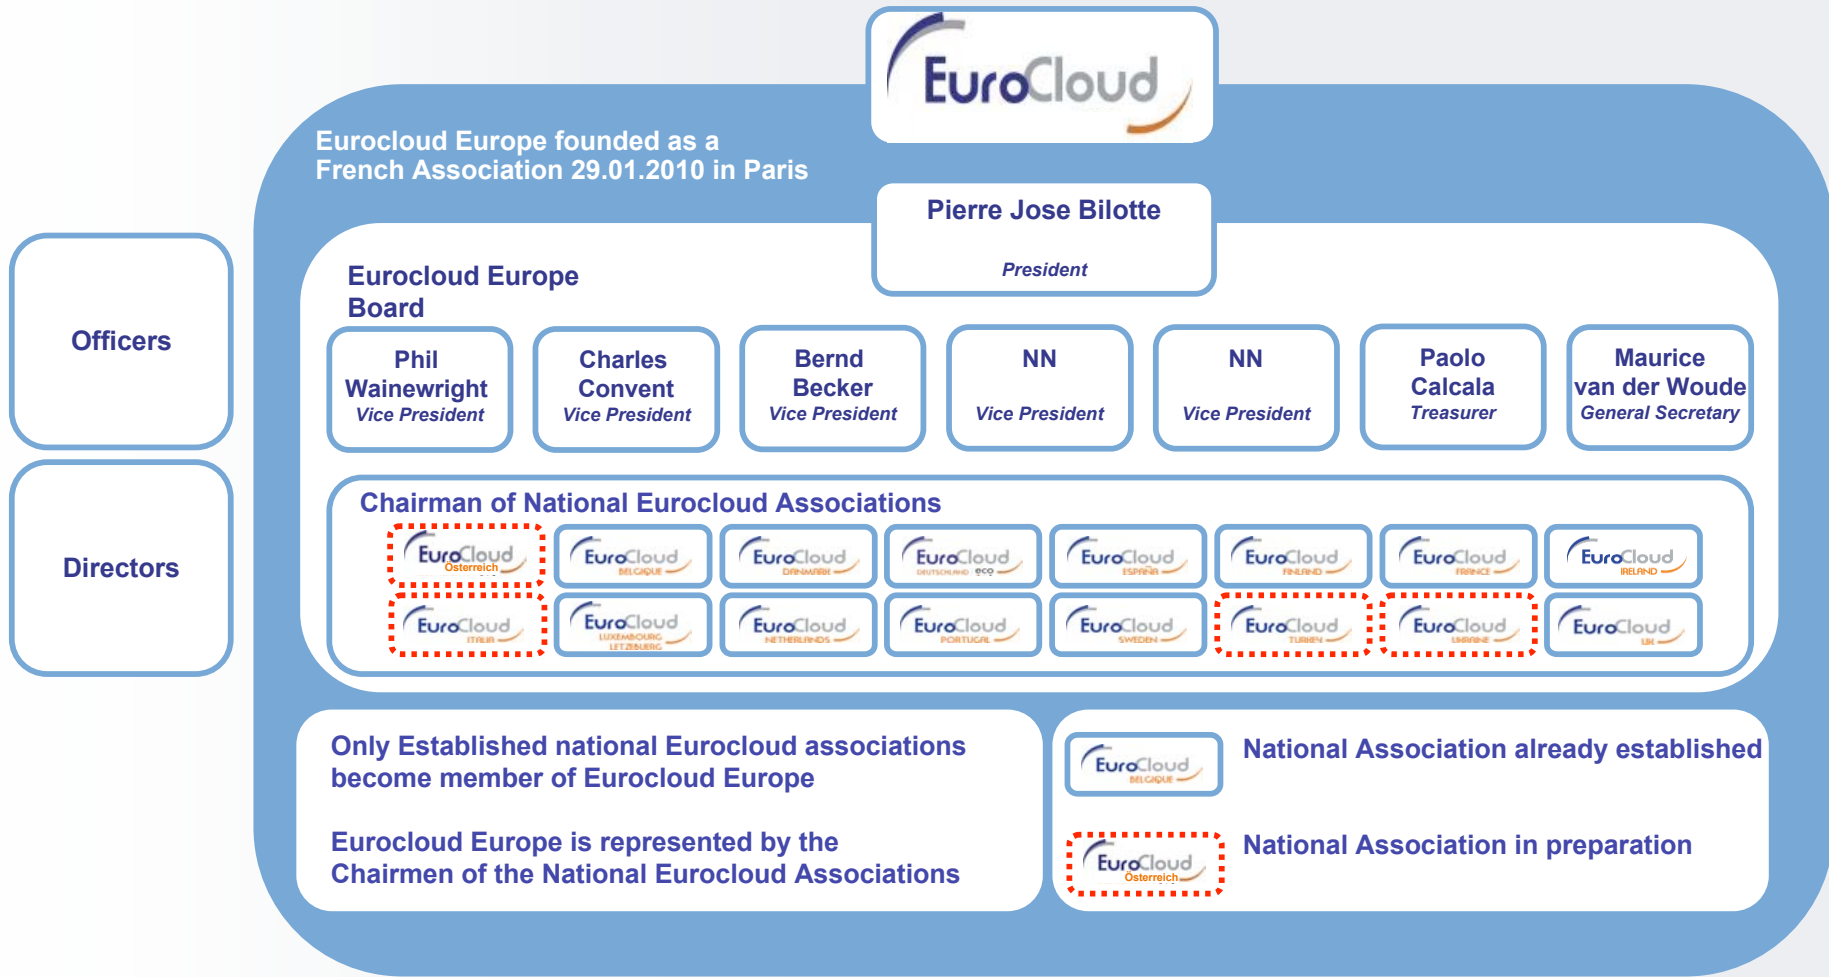 EuroCloud
Eurocloud Europe founded as a
French Association 29.01.2010 in Paris
Pierre Jose Bilotte
President
Eurocloud Europe
Board
Officers
Phil
Wainewright
Vice President
Charles
Convent
Vice President
Bernd
Becker
Vice President
NN
Vice President
NN
Vice President
Paolo
Calcala
Treasurer
Maurice
van der Woude
General Secretary
Directors
Chairman of National Eurocloud Associations
EuroCloud
Österreich
EuroCloud
BELGIQUE
EuroCloud
DANMARK
EuroCloud
DEUTSCHLAND eco
EuroCloud
ESPAÑA
EuroCloud
FINLAND
EuroCloud
FRANCE
EuroCloud
IRELAND
EuroCloud
ITALIA
EuroCloud
LUXEMBOURG
LETZEBUERG
EuroCloud
NETHERLANDS
EuroCloud
PORTUGAL
EuroCloud
SWEDEN
EuroCloud
TURKEY
EuroCloud
UKRAINE
EuroCloud
UK
Only Established national Eurocloud associations
become member of Eurocloud Europe
Eurocloud Europe is represented by the
Chairmen of the National Eurocloud Associations
EuroCloud
BELGIQUE
National Association already established
EuroCloud
Österreich
National Association in preparation